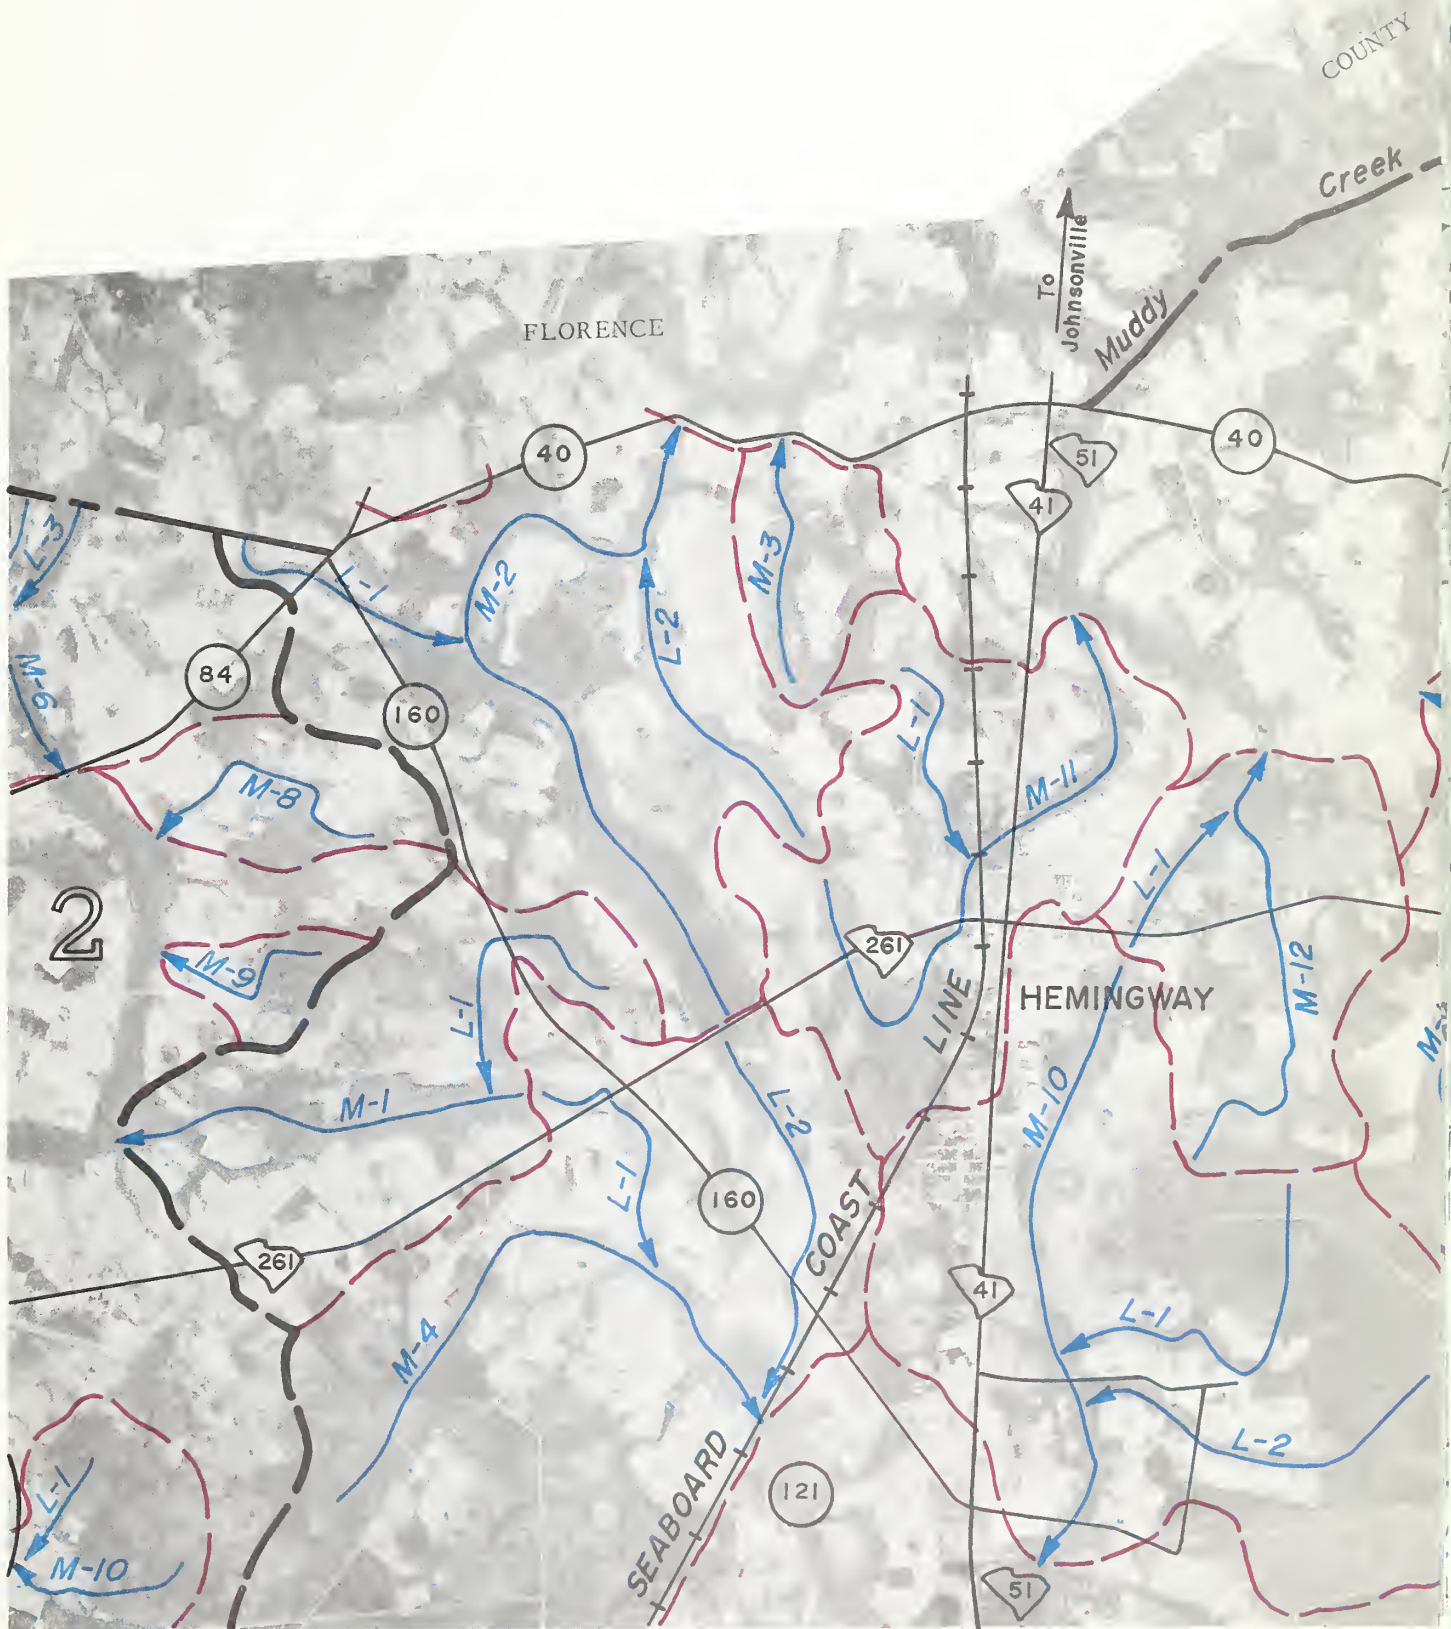 COUNTY
Creek
To
Johnsonville
Muddy
FLORENCE
40
40
51
41
L-3
L-1
M-2
M-3
L-2
84
M-6
160
L-1
M-8
M-11
L-1
2
261
M-9
M-12
HEMINGWAY
L-1
LINE
M-1
M-10
L-2
L-1
160
COAST
261
41
L-1
M-4
L-2
SEABOARD
121
L-1
M-10
51